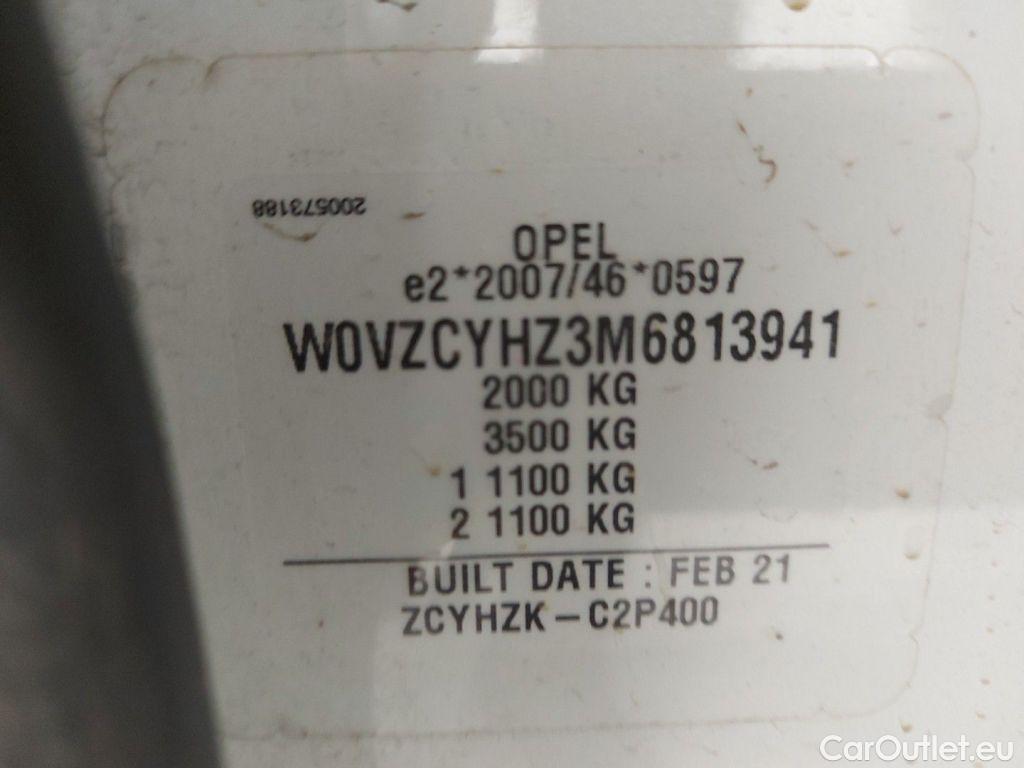 200573188
OPEL
e2*2007/46*0597
W0VZCYHZ3M6813941
2000 KG
3500 KG
1 1100 KG
2 1100 KG
BUILT DATE : FEB 21
ZCYHZK-C2P400
CarOutlet.eu